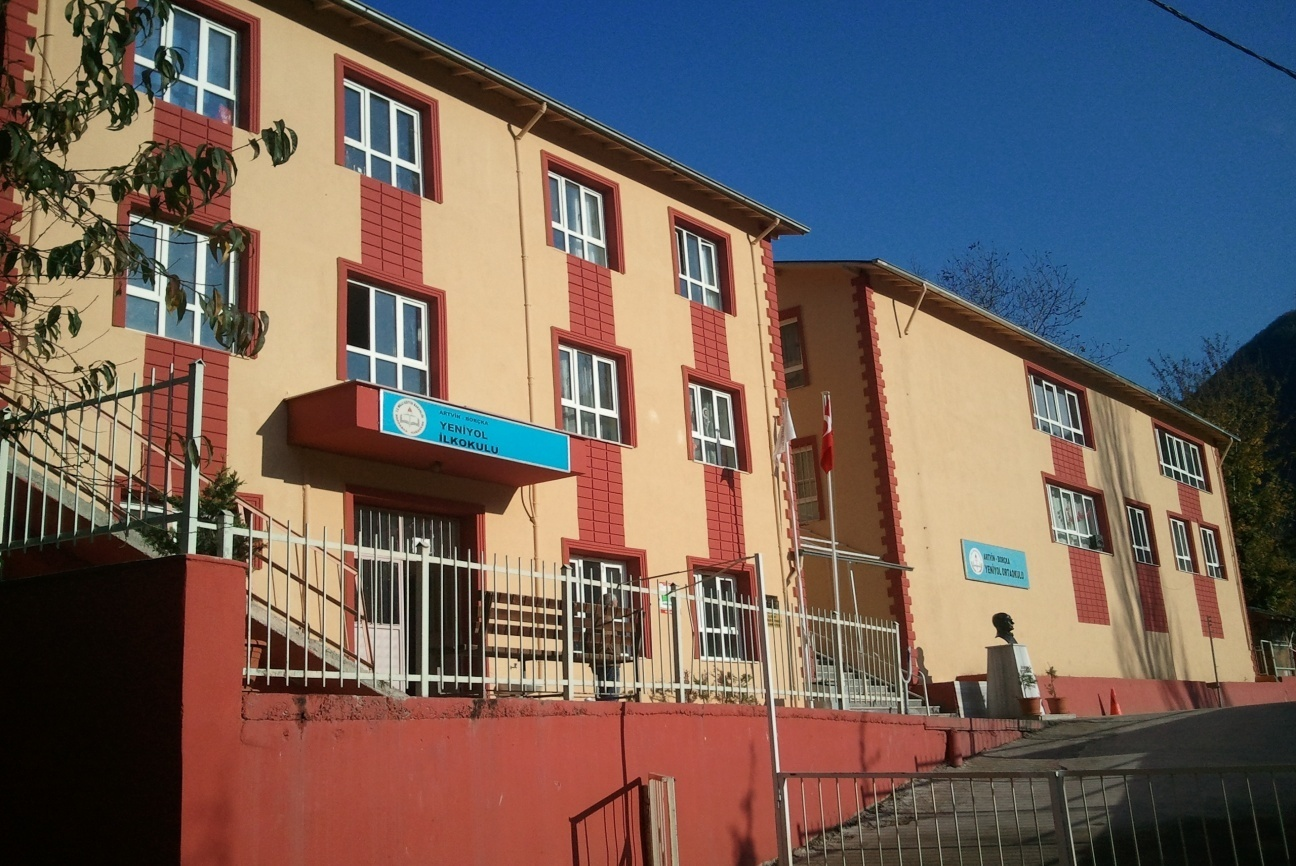 ARTVİN - BORÇKA
YENİYOL
İLKOKULU
ARTVİN - BORÇKA
YENİYOL ORTAOKULU